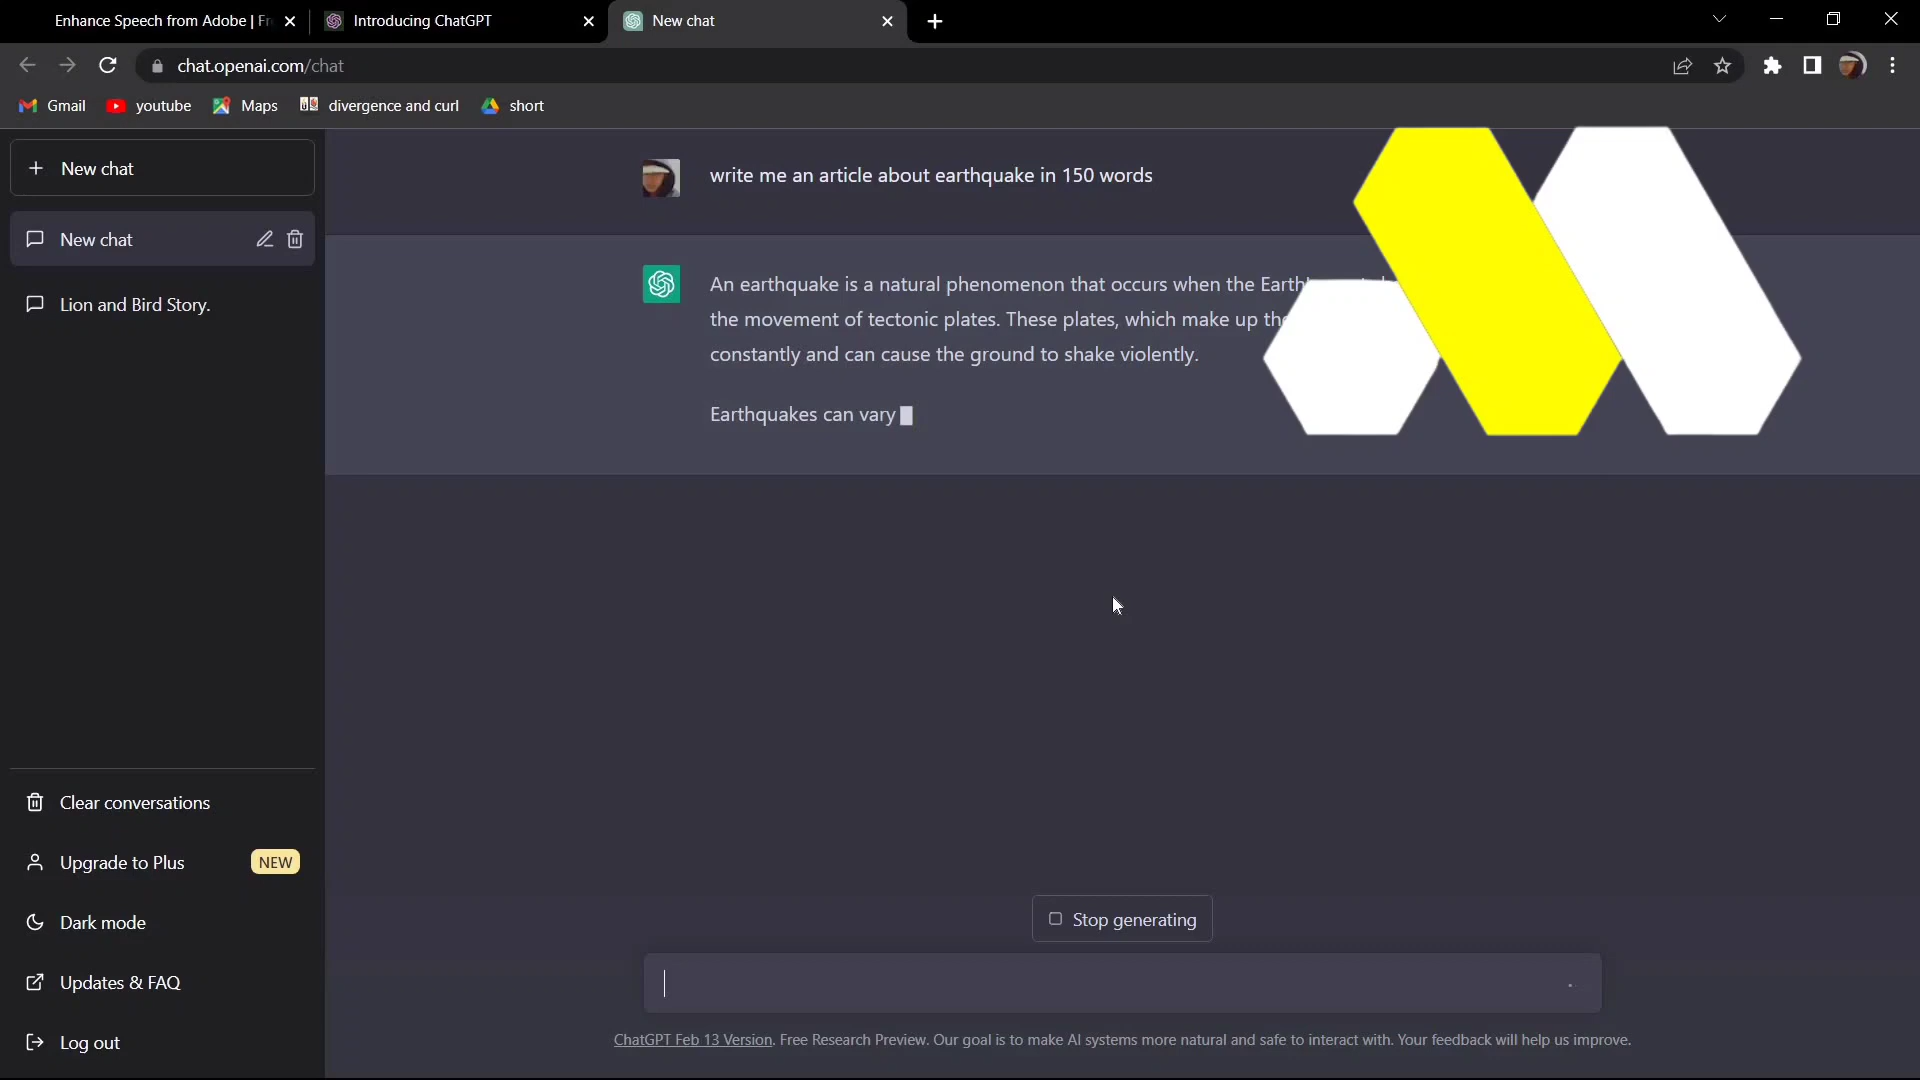 Enhance Speech from Adobe | Fr
Introducing ChatGPT
New chat
chat.openai.com/chat
Gmail
youtube
Maps
divergence and curl
short
New chat
New chat
Lion and Bird Story.
write me an article about earthquake in 150 words
An earthquake is a natural phenomenon that occurs when the Earth
the movement of tectonic plates. These plates, which make up the
constantly and can cause the ground to shake violently.
Earthquakes can vary
Clear conversations
Upgrade to Plus
NEW
Dark mode
Updates & FAQ
Log out
Stop generating
ChatGPT Feb 13 Version. Free Research Preview. Our goal is to make AI systems more natural and safe to interact with. Your feedback will help us improve.